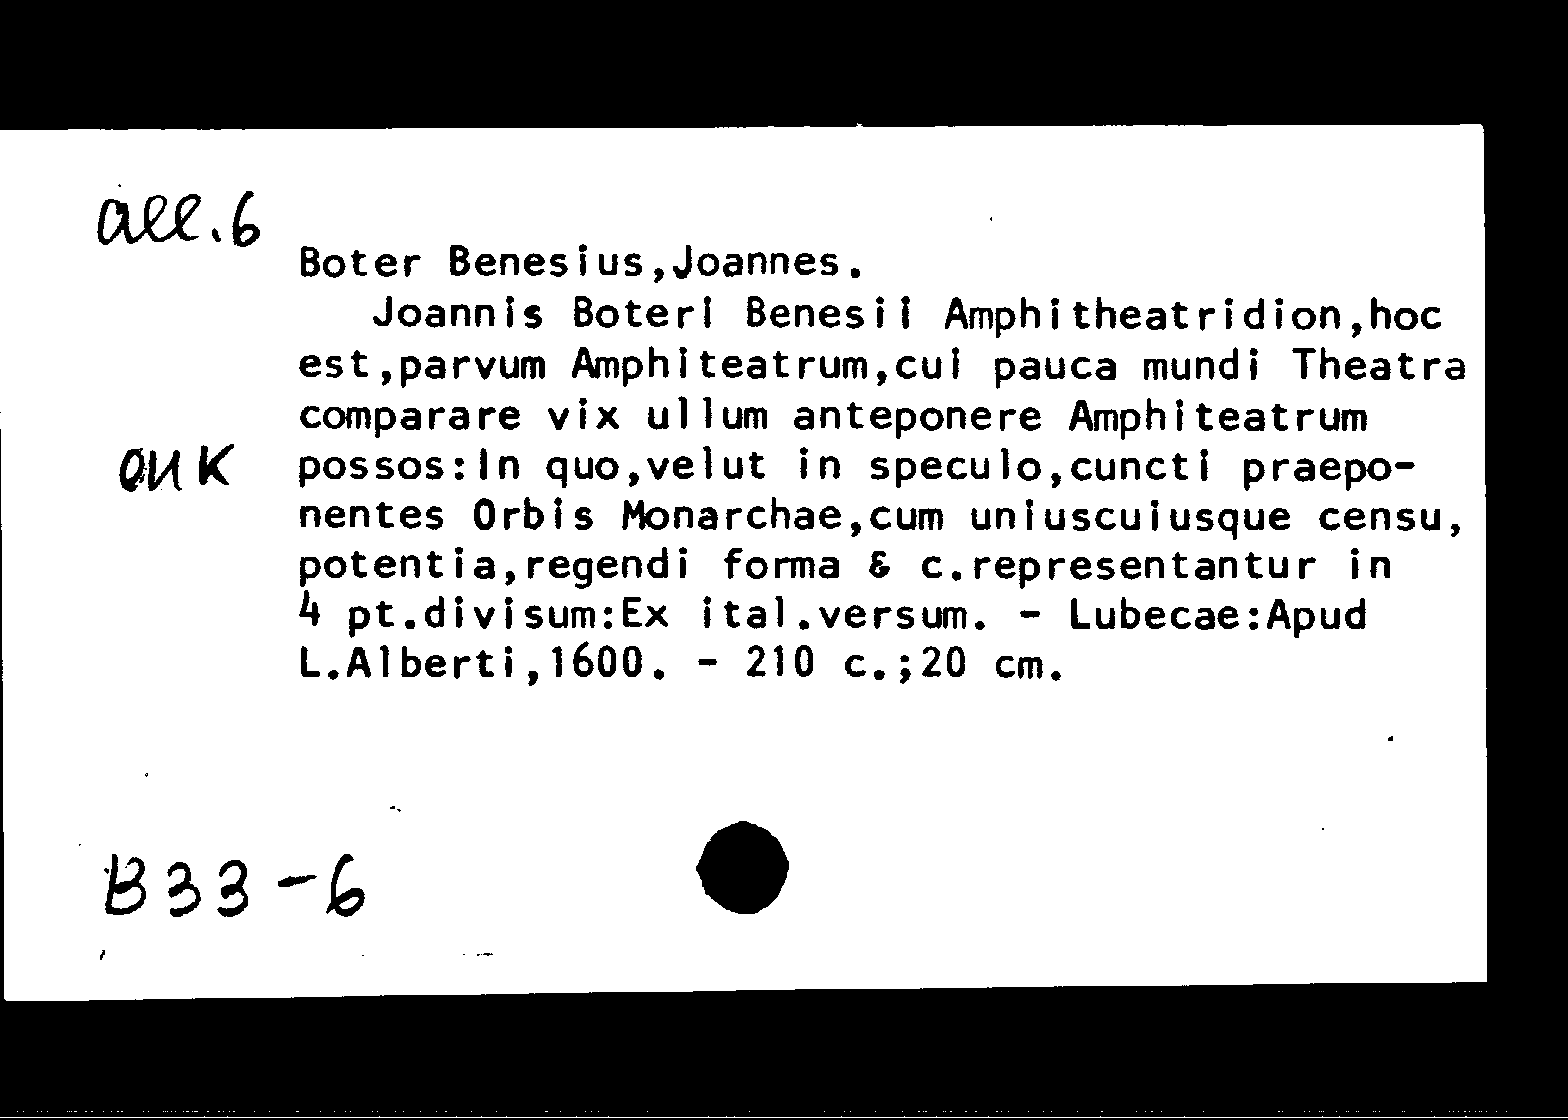 all.6
Boter Benesius,Joannes.
Joannis Boteri Benesii Amphitheatridion,hoc
est,parvum Amphiteatrum,cui pauca mundi Theatra
comparare vix ullum anteponere Amphiteatrum
possos:In quo,velut in speculo,cuncti praepo-
ОИК
nentes Orbis Monarchae,cum uniuscuiusque censu,
potentia,regendi forma & c.representantur in
4 pt.divisum:Ex ital.versum. - Lubecae:Apud
L.Alberti,1600. - 210 c.;20 cm.
B33-6